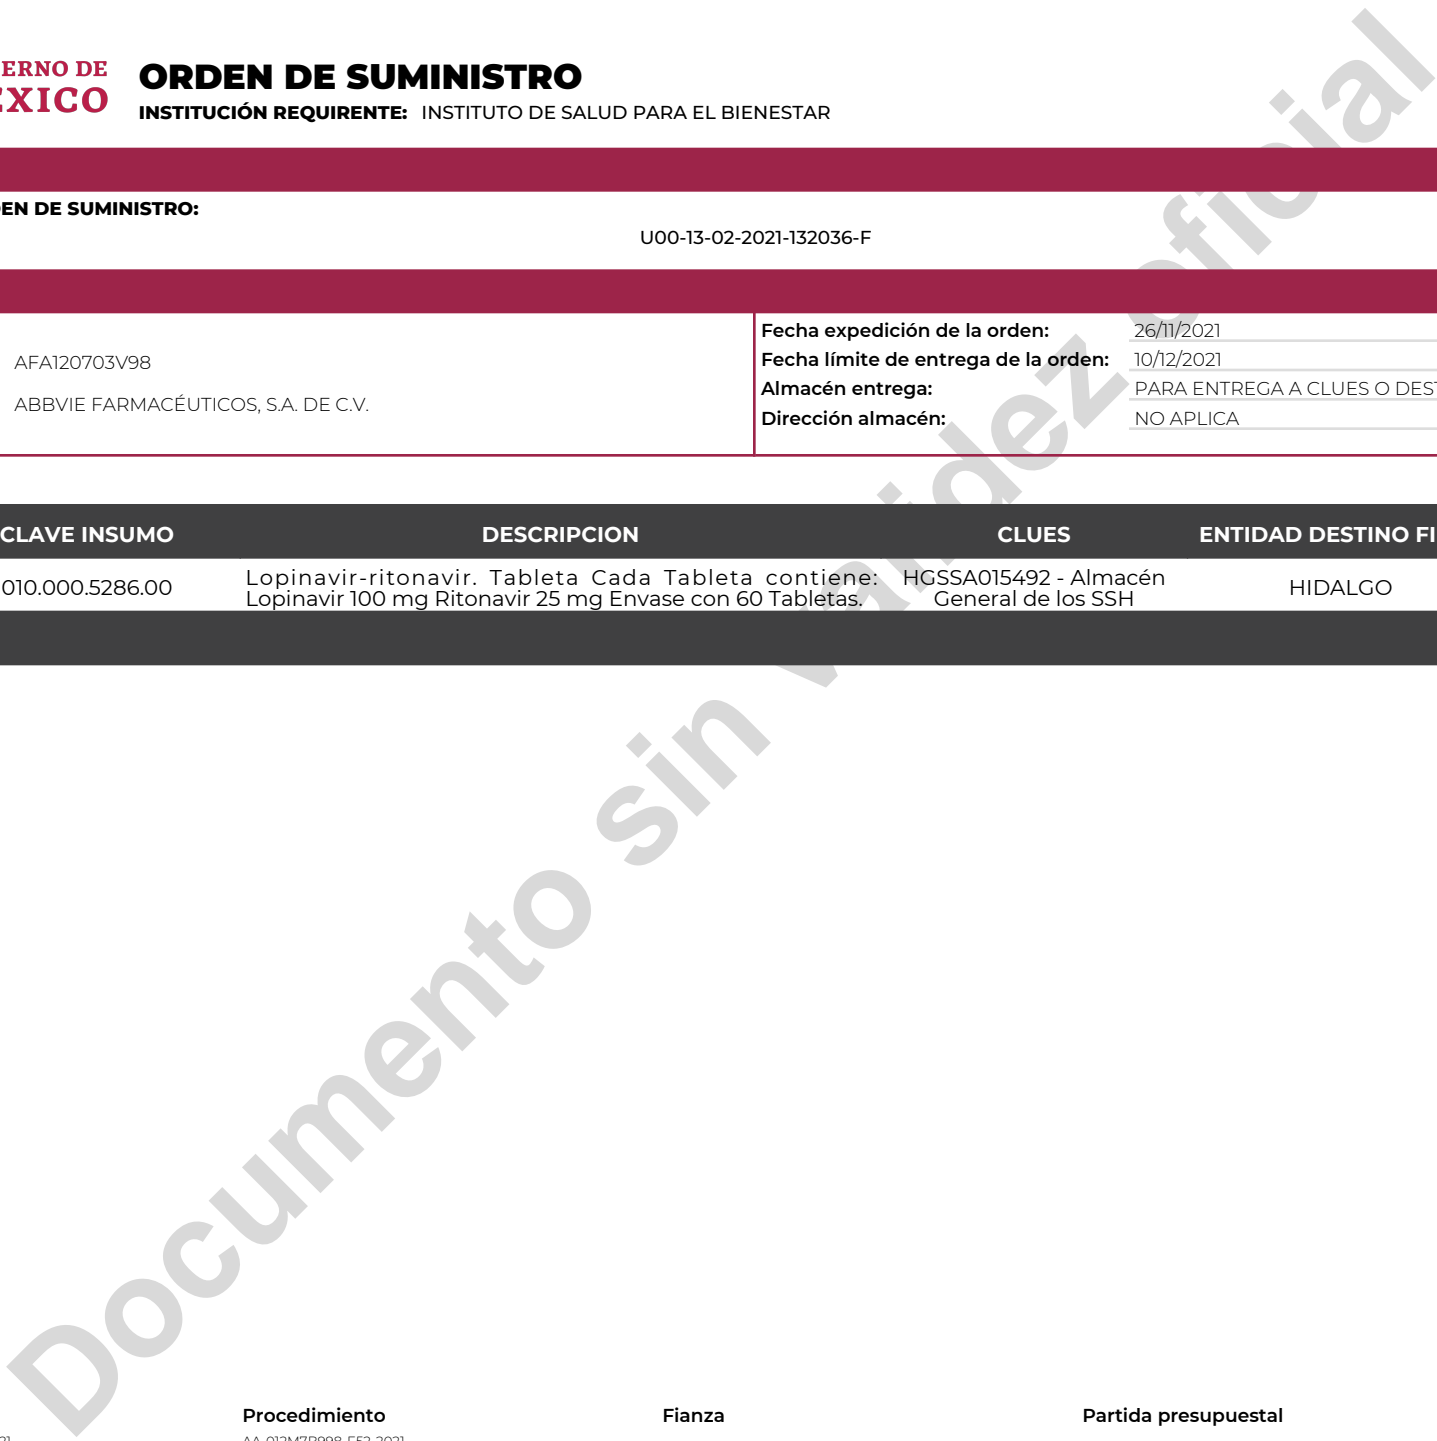 ERNO DE
EXICO
ORDEN DE SUMINISTRO
INSTITUCIÓN REQUIRENTE: INSTITUTO DE SALUD PARA EL BIENESTAR
EN DE SUMINISTRO:
U00-13-02-2021-132036-F
AFA120703V98
ABBVIE FARMACÉUTICOS, S.A. DE C.V.
Fecha expedición de la orden: 26/11/2021
Fecha límite de entrega de la orden: 10/12/2021
Almacén entrega: PARA ENTREGA A CLUES O DEST
Dirección almacén: NO APLICA
CLAVE INSUMO DESCRIPCION CLUES ENTIDAD DESTINO FI
010.000.5286.00 Lopinavir-ritonavir. Tableta Cada Tableta contiene: HGSSA015492 - Almacén HIDALGO
Lopinavir 100 mg Ritonavir 25 mg Envase con 60 Tabletas. General de los SSH
Documento sin validez oficial
Procedimiento Fianza Partida presupuestal